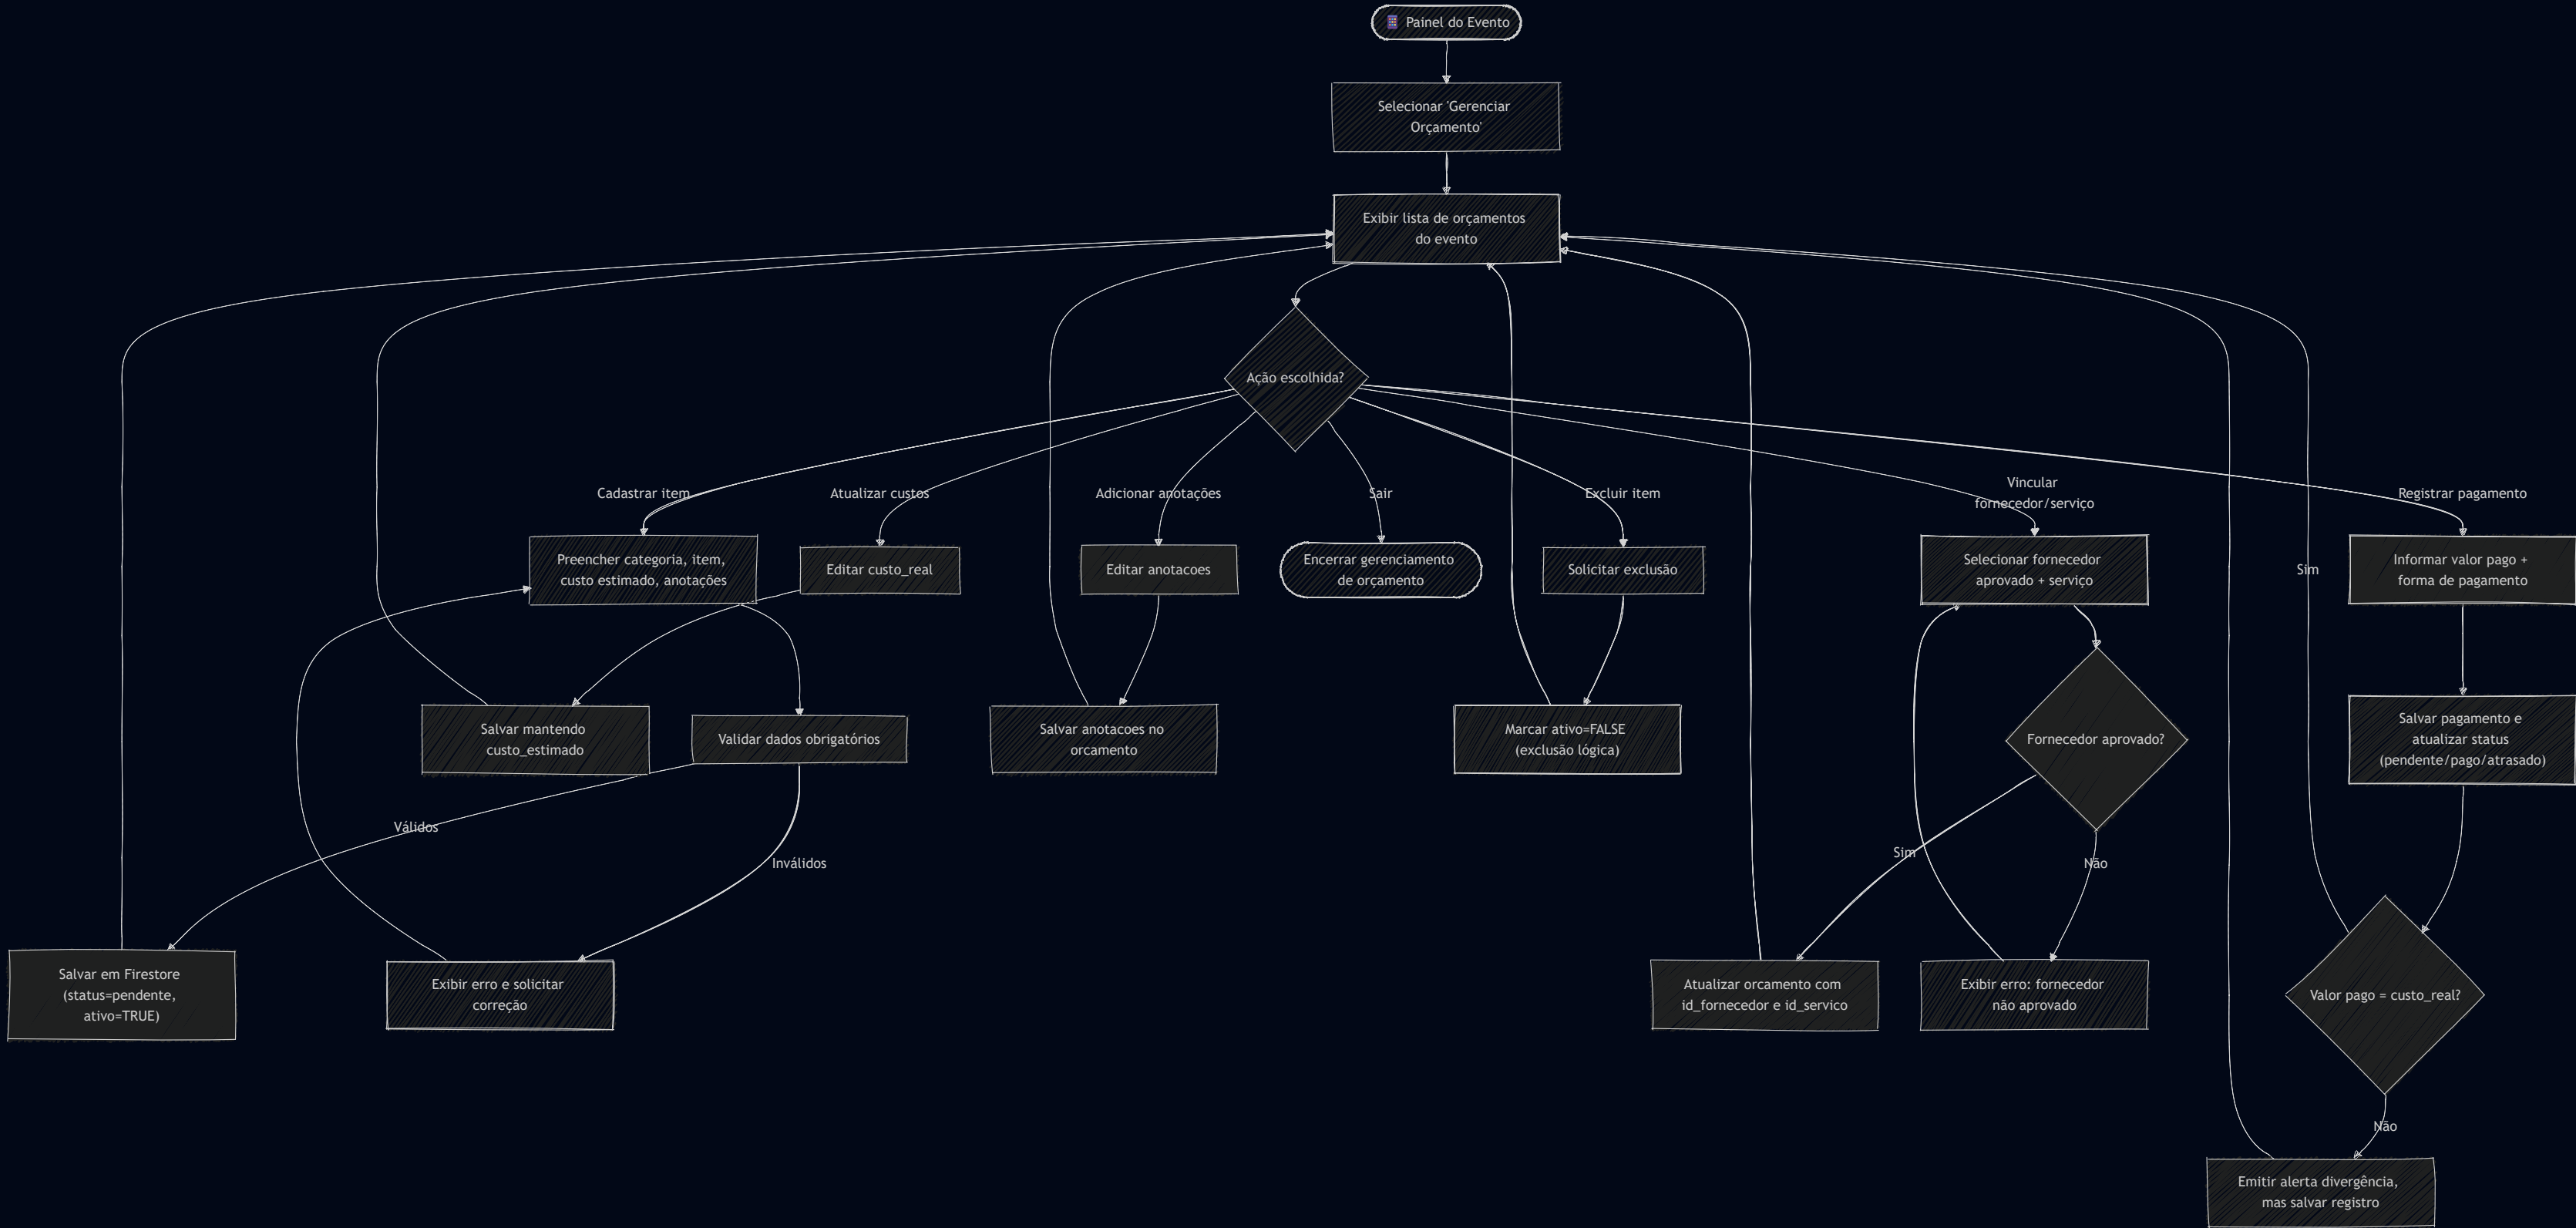 Painel do Evento
Selecionar 'Gerenciar
Orçamento'
Exibir lista de orçamentos
do evento
Ação escolhida?
Cadastrar item
Atualizar custos
Adicionar anotações
Sair
Excluir item
Vincular
fornecedor/serviço
Registrar pagamento
Preencher categoria, item,
custo estimado, anotações
Editar custo_real
Editar anotacoes
Encerrar gerenciamento
de orçamento
Solicitar exclusão
Selecionar fornecedor
aprovado + serviço
Sim
Informar valor pago +
forma de pagamento
Salvar mantendo
custo_estimado
Validar dados obrigatórios
Salvar anotacoes no
orcamento
Marcar ativo=FALSE
(exclusão lógica)
Fornecedor aprovado?
Salvar pagamento e
atualizar status
(pendente/pago/atrasado)
Válidos
Inválidos
Sim
Não
Salvar em Firestore
(status=pendente,
ativo=TRUE)
Exibir erro e solicitar
correção
Atualizar orcamento com
id_fornecedor e id_servico
Exibir erro: fornecedor
não aprovado
Valor pago = custo_real?
Não
Emitir alerta divergência,
mas salvar registro